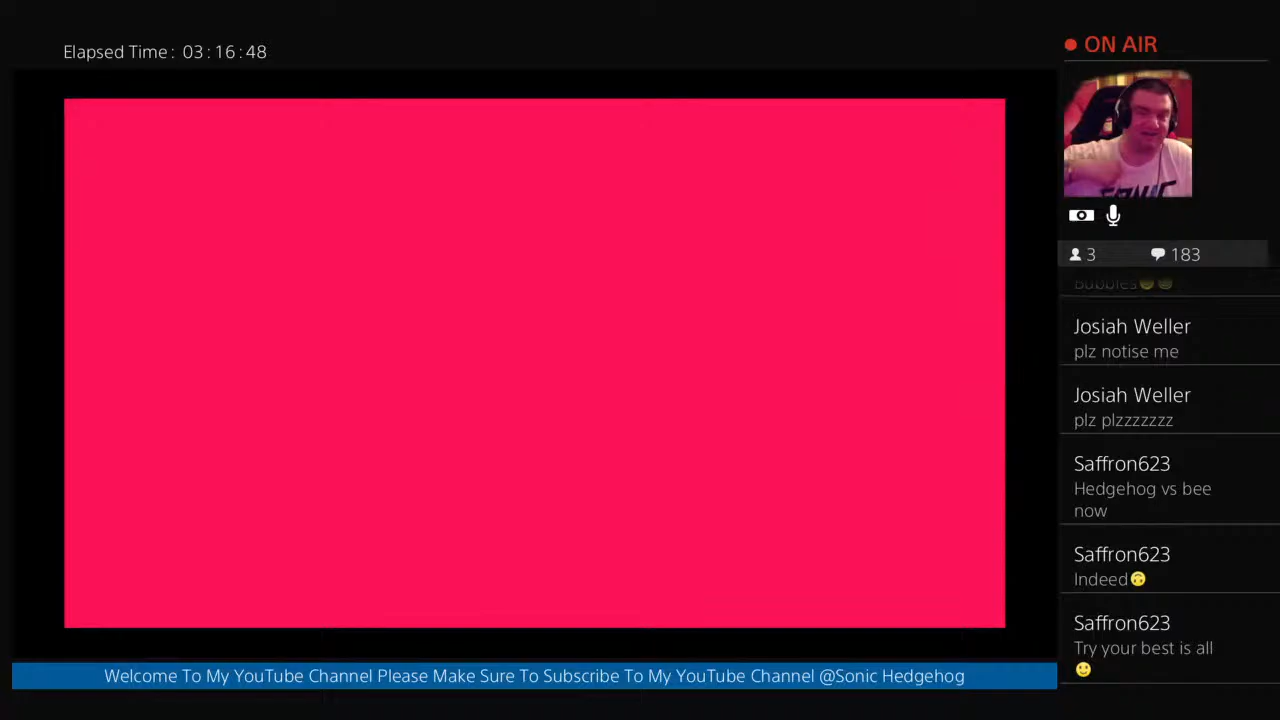 Elapsed Time: 03:16:48
ON AIR
3 183
Bubbles
Josiah Weller
plz notise me
Josiah Weller
plz plzzzzzzz
Saffron623
Hedgehog vs bee
now
Saffron623
Indeed🙃
Saffron623
Try your best is all
🙂
Welcome To My YouTube Channel Please Make Sure To Subscribe To My YouTube Channel @Sonic Hedgehog